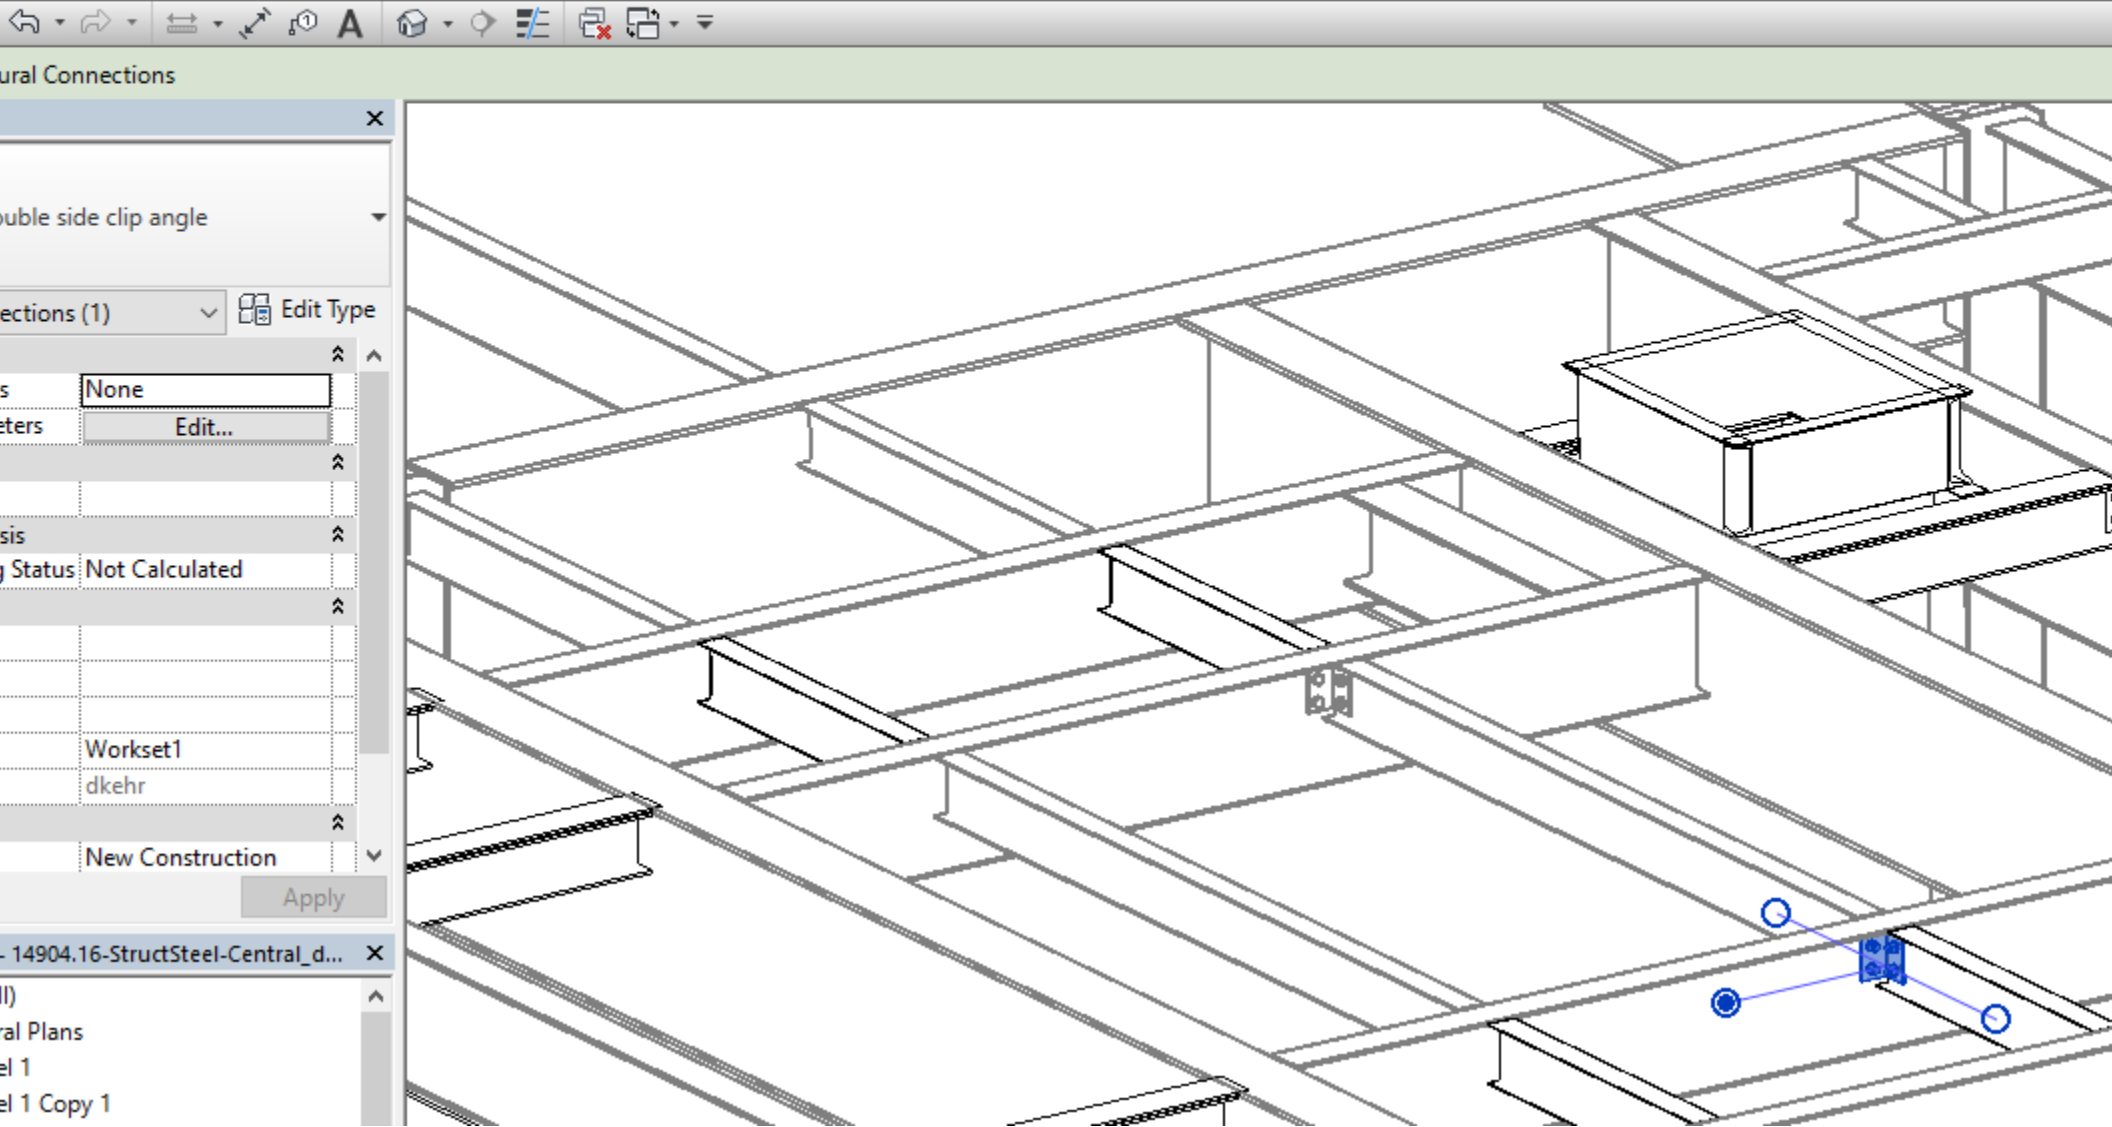 1
A
ural Connections
ouble side clip angle
ections (1)
Edit Type
s
None
eters
Edit...
sis
g Status
Not Calculated
Workset1
dkehr
New Construction
Apply
- 14904.16-StructSteel-Central_d...
ll)
ral Plans
el 1
el 1 Copy 1